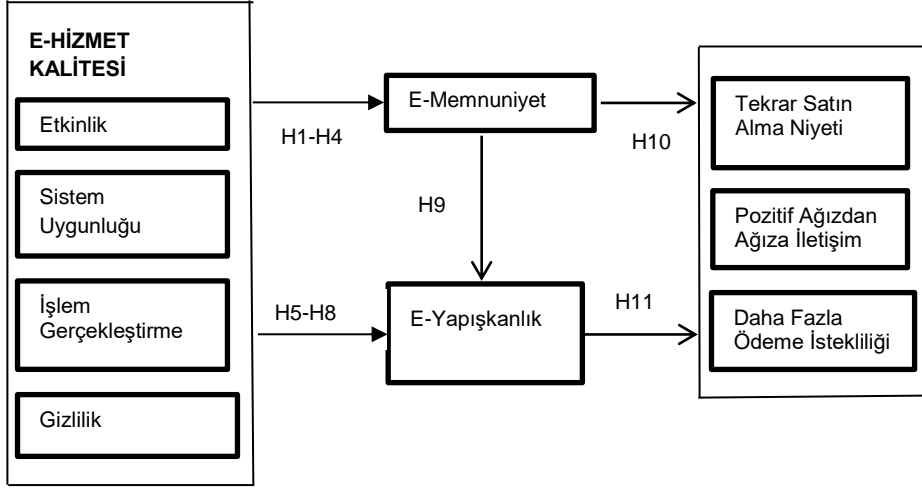 E-HİZMET
KALİTESİ
Etkinlik
Sistem
Uygunluğu
İşlem
Gerçekleştirme
Gizlilik
H1-H4
H5-H8
E-Memnuniyet
H9
E-Yapışkanlık
H10
H11
Tekrar Satın
Alma Niyeti
Pozitif Ağızdan
Ağıza İletişim
Daha Fazla
Ödeme İstekliliği